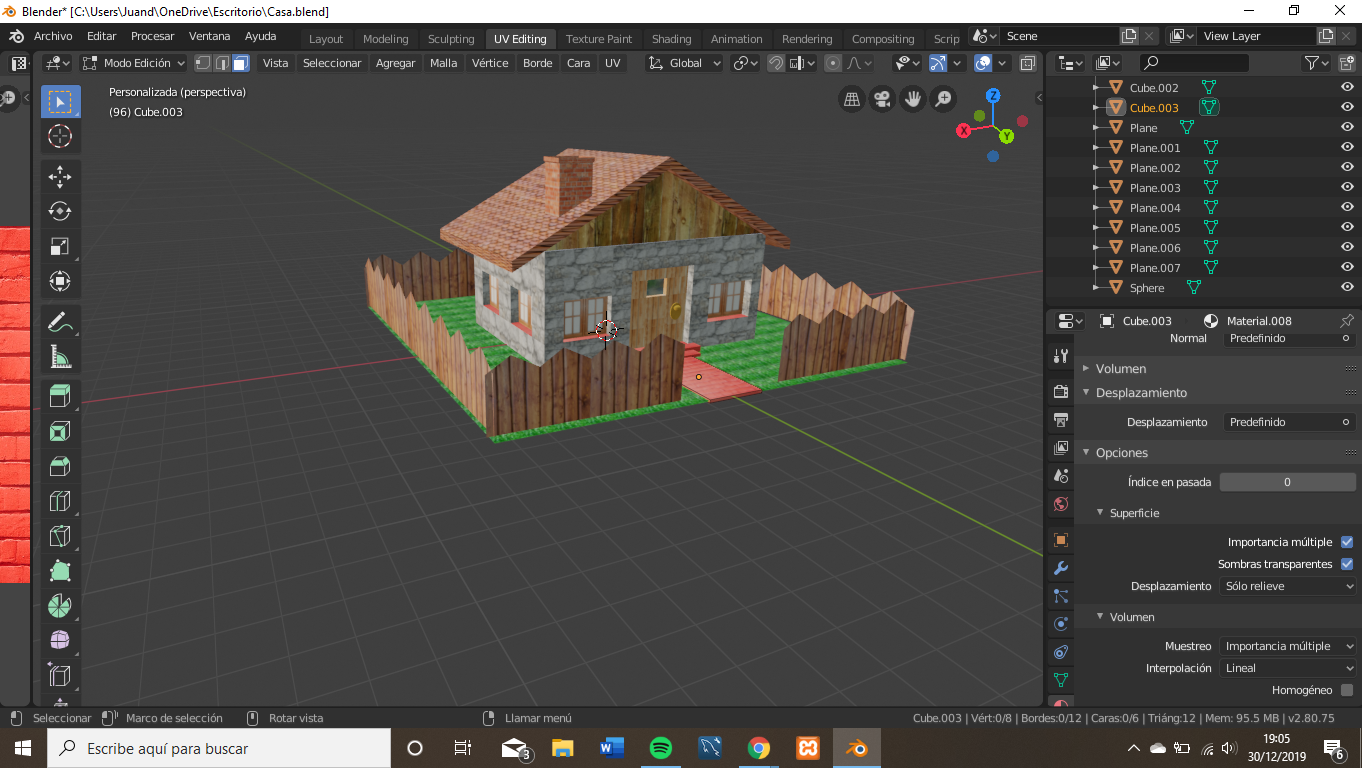 Blender* [C:\Users\Juand\OneDrive\Escritorio\Casa.blend]
Archivo Editar Procesar Ventana Ayuda Layout Modeling Sculpting UV Editing Texture Paint Shading Animation Rendering Compositing Scrip Scene View Layer
Modo Edición Vista Seleccionar Agregar Malla Vértice Borde Cara UV Global
Personalizada (perspectiva)
(96) Cube.003
Z
X
Y
Cube.002
Cube.003
Plane
Plane.001
Plane.002
Plane.003
Plane.004
Plane.005
Plane.006
Plane.007
Sphere
Cube.003 Material.008
Normal Predefinido
Volumen
Desplazamiento
Desplazamiento Predefinido
Opciones
Índice en pasada 0
Superficie
Importancia múltiple
Sombras transparentes
Desplazamiento Sólo relieve
Volumen
Muestreo Importancia múltiple
Interpolación Lineal
Homogéneo
Seleccionar Marco de selección Rotar vista Llamar menú Cube.003 | Vért:0/8 | Bordes:0/12 | Caras:0/6 | Triáng:12 | Mem: 95.5 MB | v2.80.75
Escribe aquí para buscar 3 W 19:05
30/12/2019 6